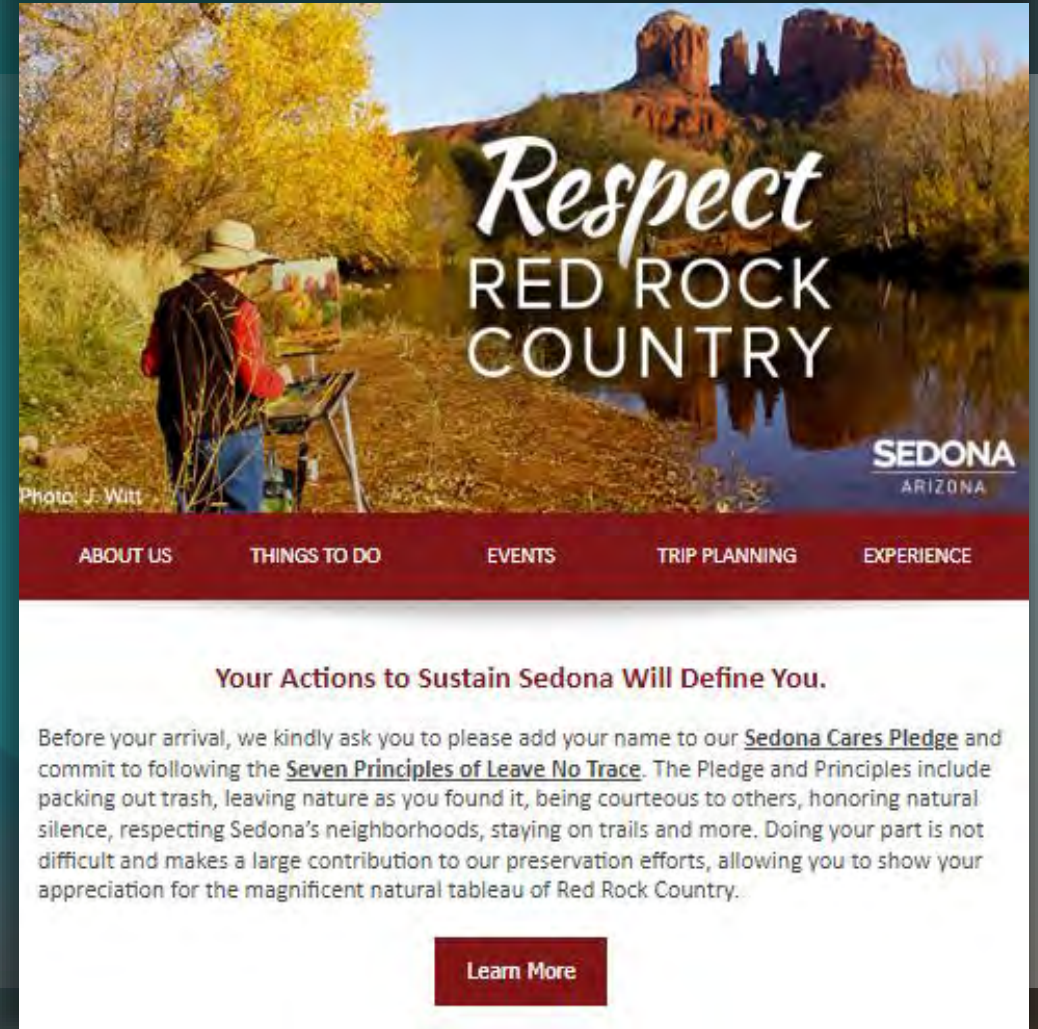 Respect
RED ROCK
COUNTRY
SEDONA
ARIZONA
Photo: J. Witt
ABOUT US THINGS TO DO EVENTS TRIP PLANNING EXPERIENCE
Your Actions to Sustain Sedona Will Define You.
Before your arrival, we kindly ask you to please add your name to our Sedona Cares Pledge and
commit to following the Seven Principles of Leave No Trace. The Pledge and Principles include
packing out trash, leaving nature as you found it, being courteous to others, honoring natural
silence, respecting Sedona's neighborhoods, staying on trails and more. Doing your part is not
difficult and makes a large contribution to our preservation efforts, allowing you to show your
appreciation for the magnificent natural tableau of Red Rock Country.
Learn More